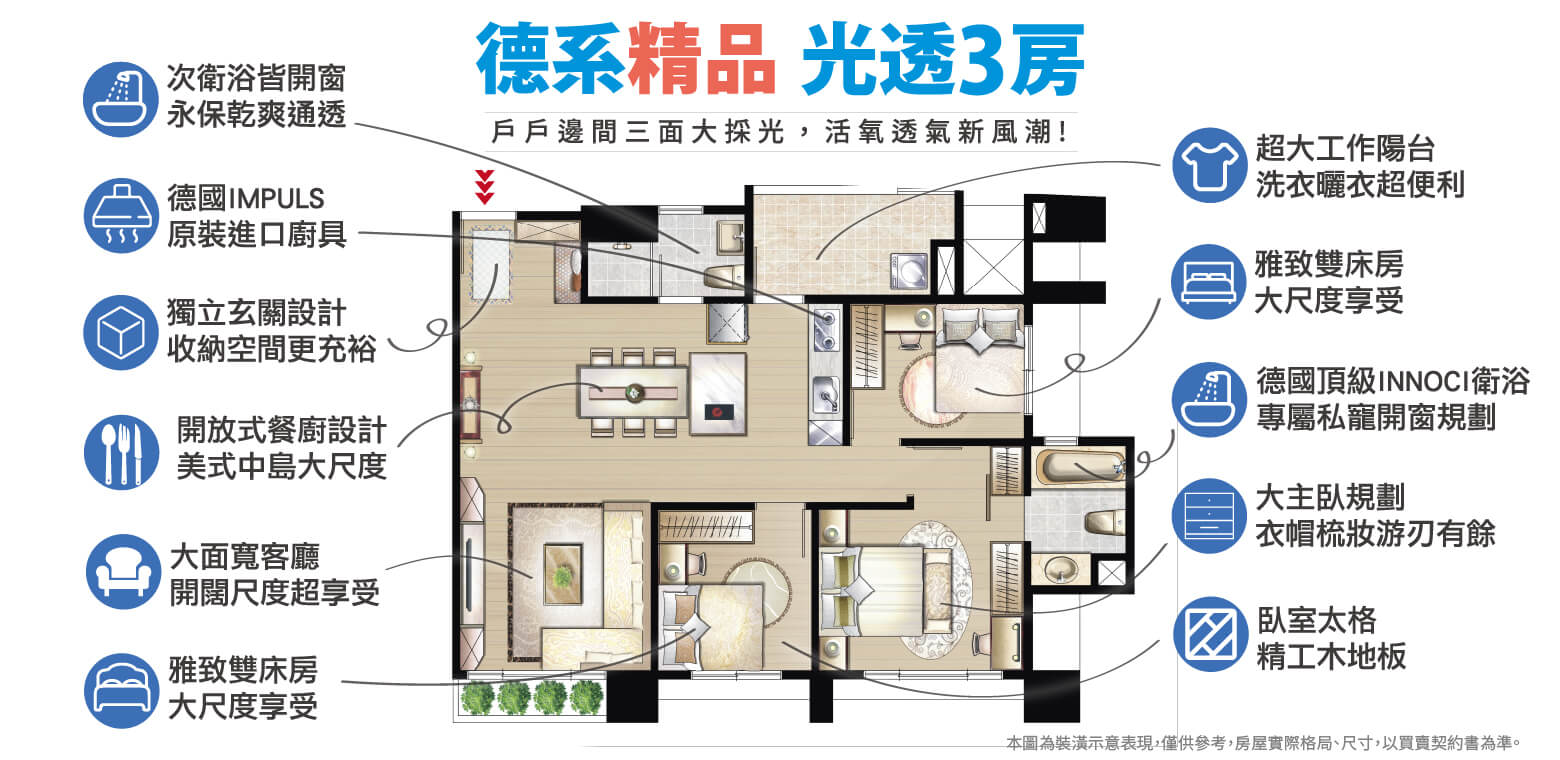 德系精品 光透3房
戶戶邊間三面大採光，活氧透氣新風潮!
次衛浴皆開窗
永保乾爽通透
德國IMPULS
原裝進口廚具
獨立玄關設計
收納空間更充裕
開放式餐廚設計
美式中島大尺度
大面寬客廳
開闊尺度超享受
雅致雙床房
大尺度享受
超大工作陽台
洗衣曬衣超便利
雅致雙床房
大尺度享受
德國頂級INNOCI衛浴
專屬私寵開窗規劃
大主臥規劃
衣帽梳妝游刃有餘
臥室太格
精工木地板
本圖為裝潢示意表現，僅供參考，房屋實際格局、尺寸，以買賣契約書為準。